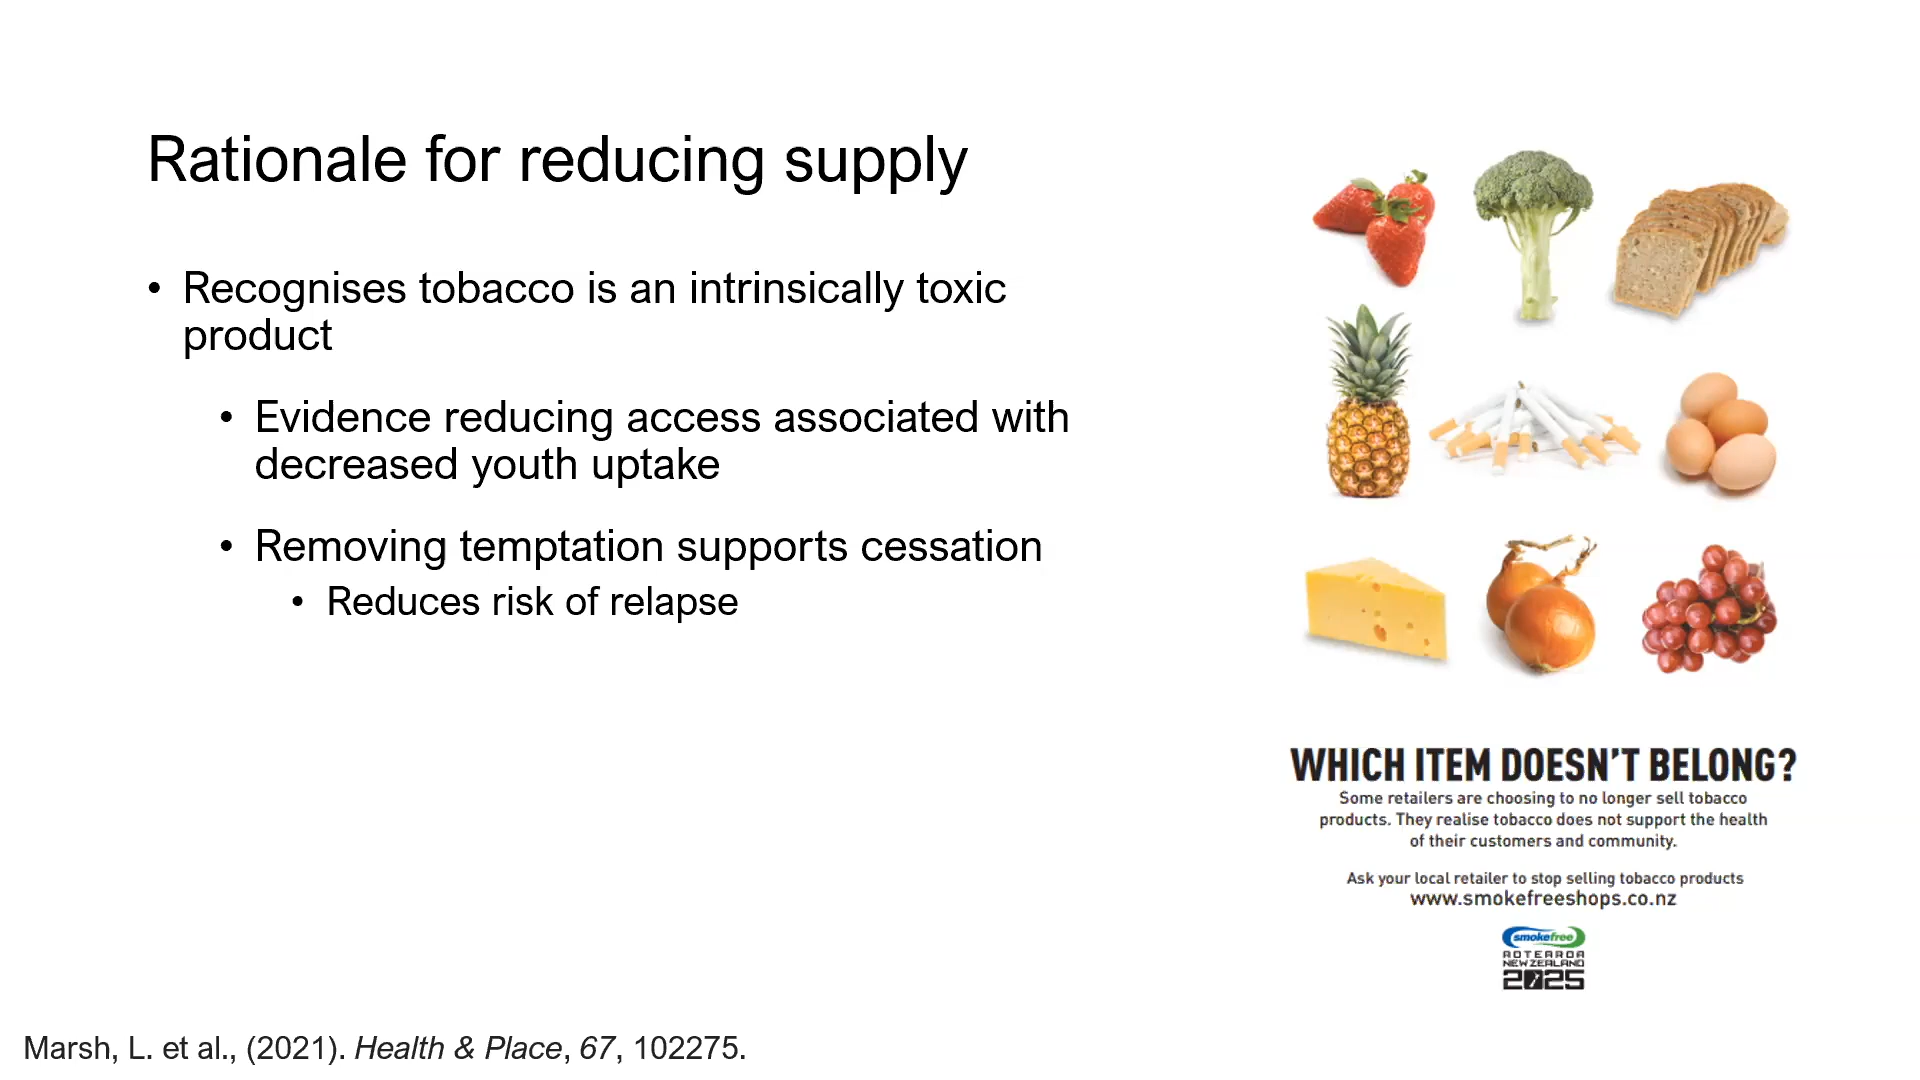 Rationale for reducing supply
• Recognises tobacco is an intrinsically toxic
product
• Evidence reducing access associated with
decreased youth uptake
• Removing temptation supports cessation
• Reduces risk of relapse
WHICH ITEM DOESN'T BELONG?
Some retailers are choosing to no longer sell tobacco
products. They realise tobacco does not support the health
of their customers and community.
Ask your local retailer to stop selling tobacco products
www.smokefreeshops.co.nz
smokefree
AOTEAROA
NEW ZEALAND
2025
Marsh, L. et al., (2021). Health & Place, 67, 102275.